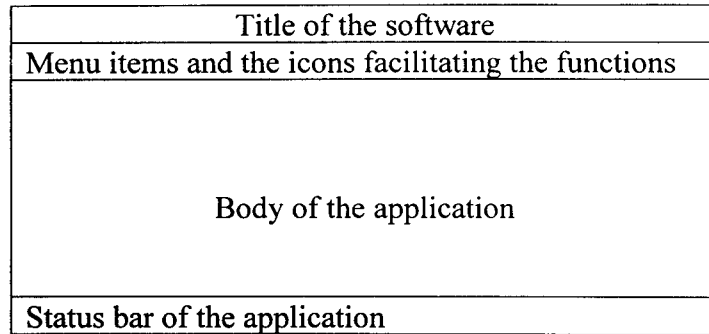 Title of the software
Menu items and the icons facilitating the functions
Body of the application
Status bar of the application